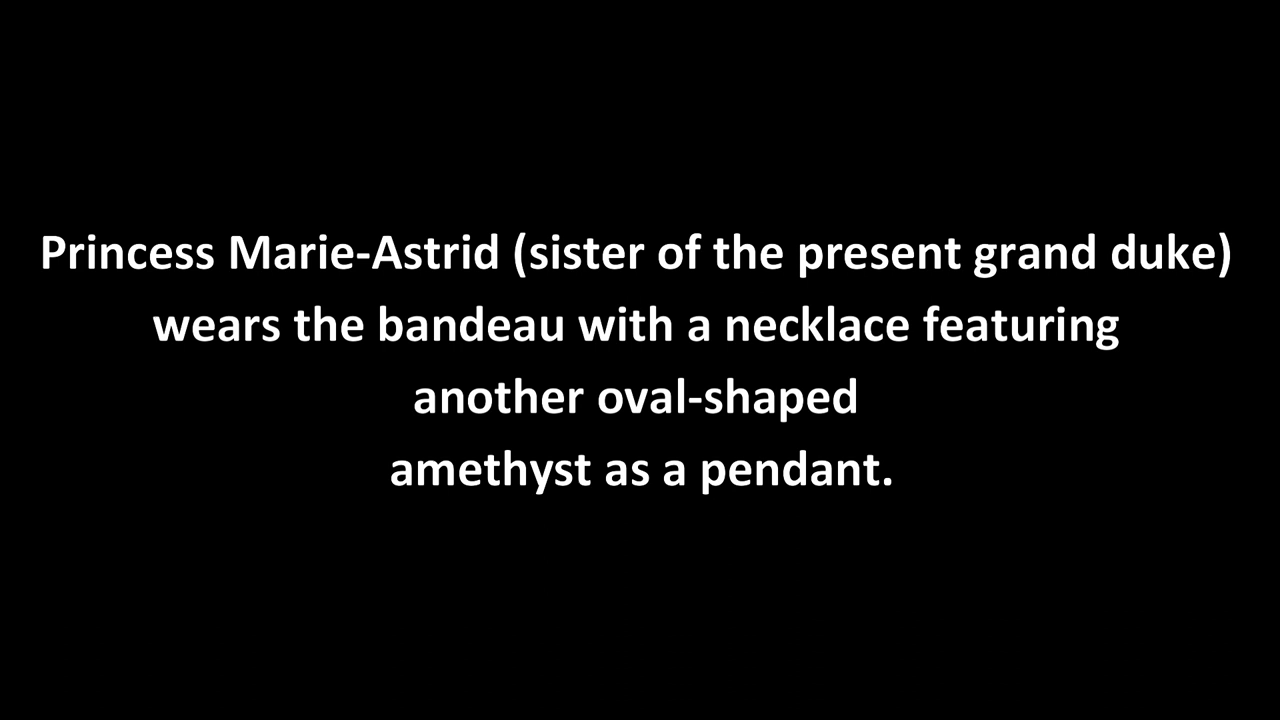 Princess Marie-Astrid (sister of the present grand duke)
wears the bandeau with a necklace featuring
another oval-shaped
amethyst as a pendant.